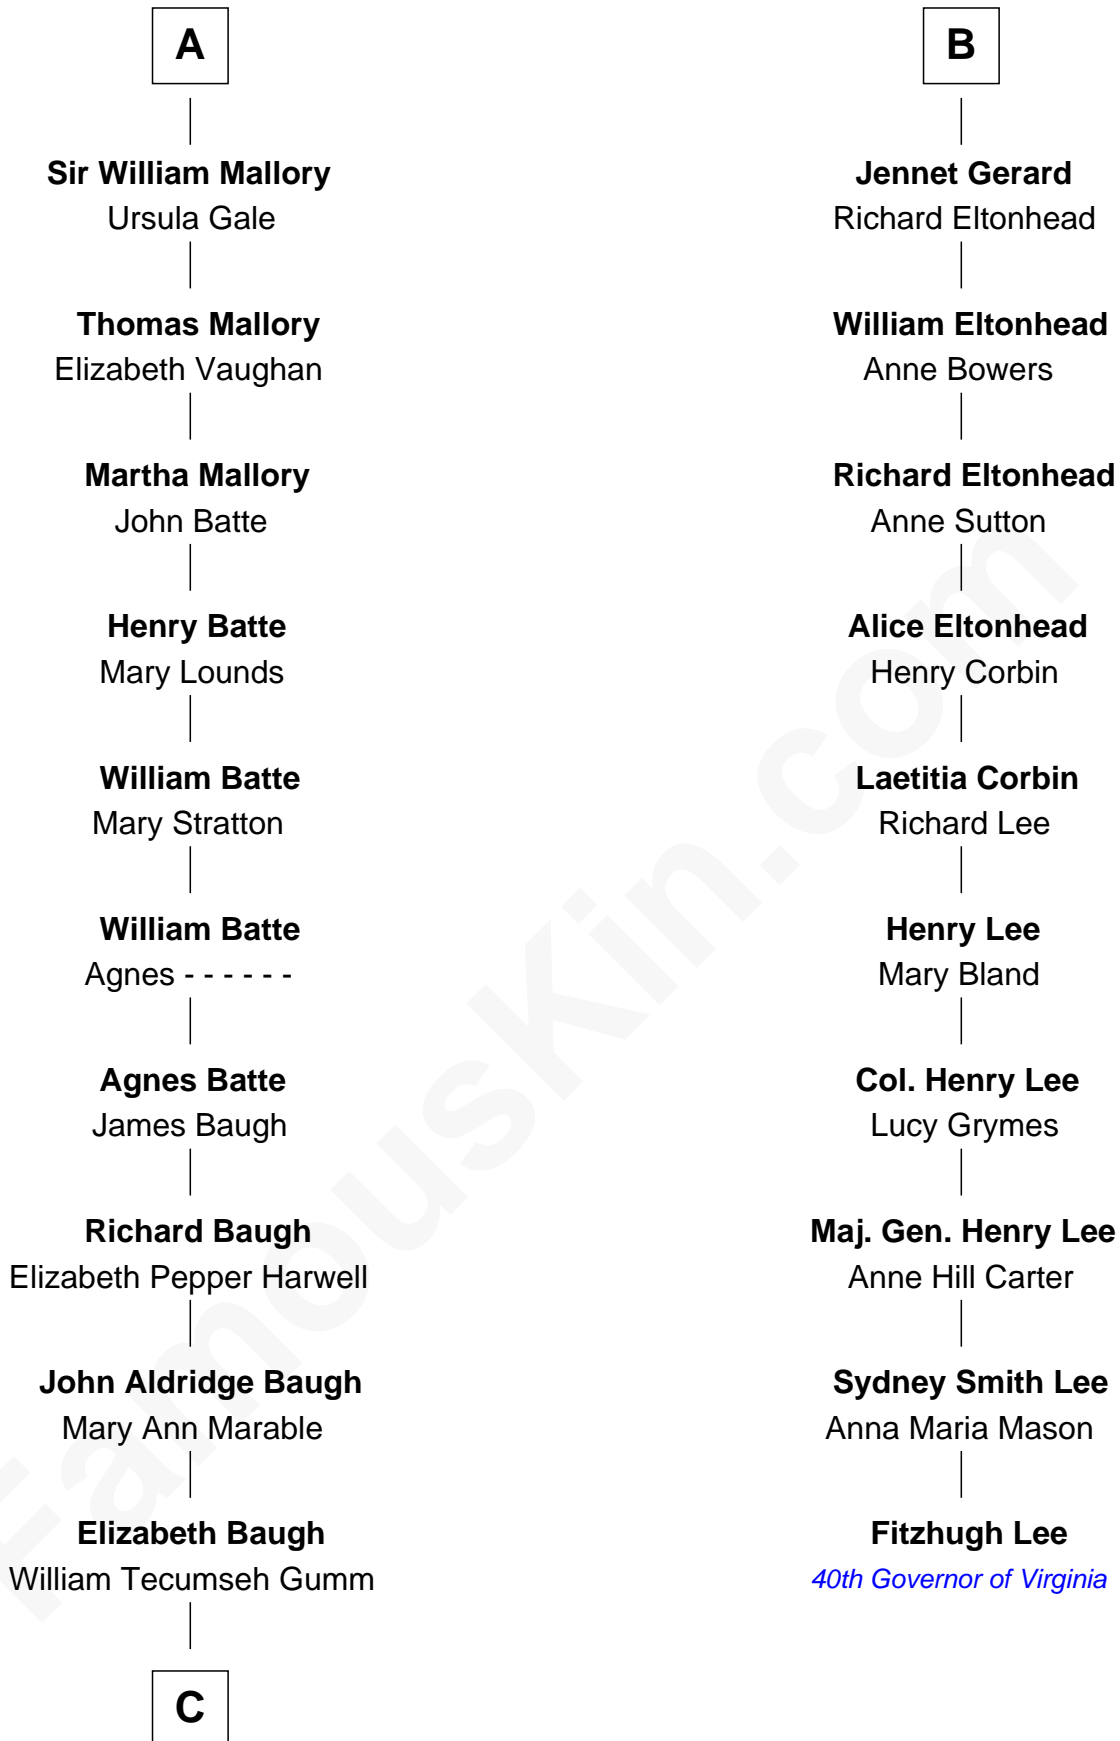 A
Sir William Mallory
Ursula Gale
Thomas Mallory
Elizabeth Vaughan
Martha Mallory
John Batte
Henry Batte
Mary Lounds
William Batte
Mary Stratton
William Batte
Agnes - - - - - -
Agnes Batte
James Baugh
Richard Baugh
Elizabeth Pepper Harwell
John Aldridge Baugh
Mary Ann Marable
Elizabeth Baugh
William Tecumseh Gumm
C
B
Jennet Gerard
Richard Eltonhead
William Eltonhead
Anne Bowers
Richard Eltonhead
Anne Sutton
Alice Eltonhead
Henry Corbin
Laetitia Corbin
Richard Lee
Henry Lee
Mary Bland
Col. Henry Lee
Lucy Grymes
Maj. Gen. Henry Lee
Anne Hill Carter
Sydney Smith Lee
Anna Maria Mason
Fitzhugh Lee
40th Governor of Virginia
FamousKin.com